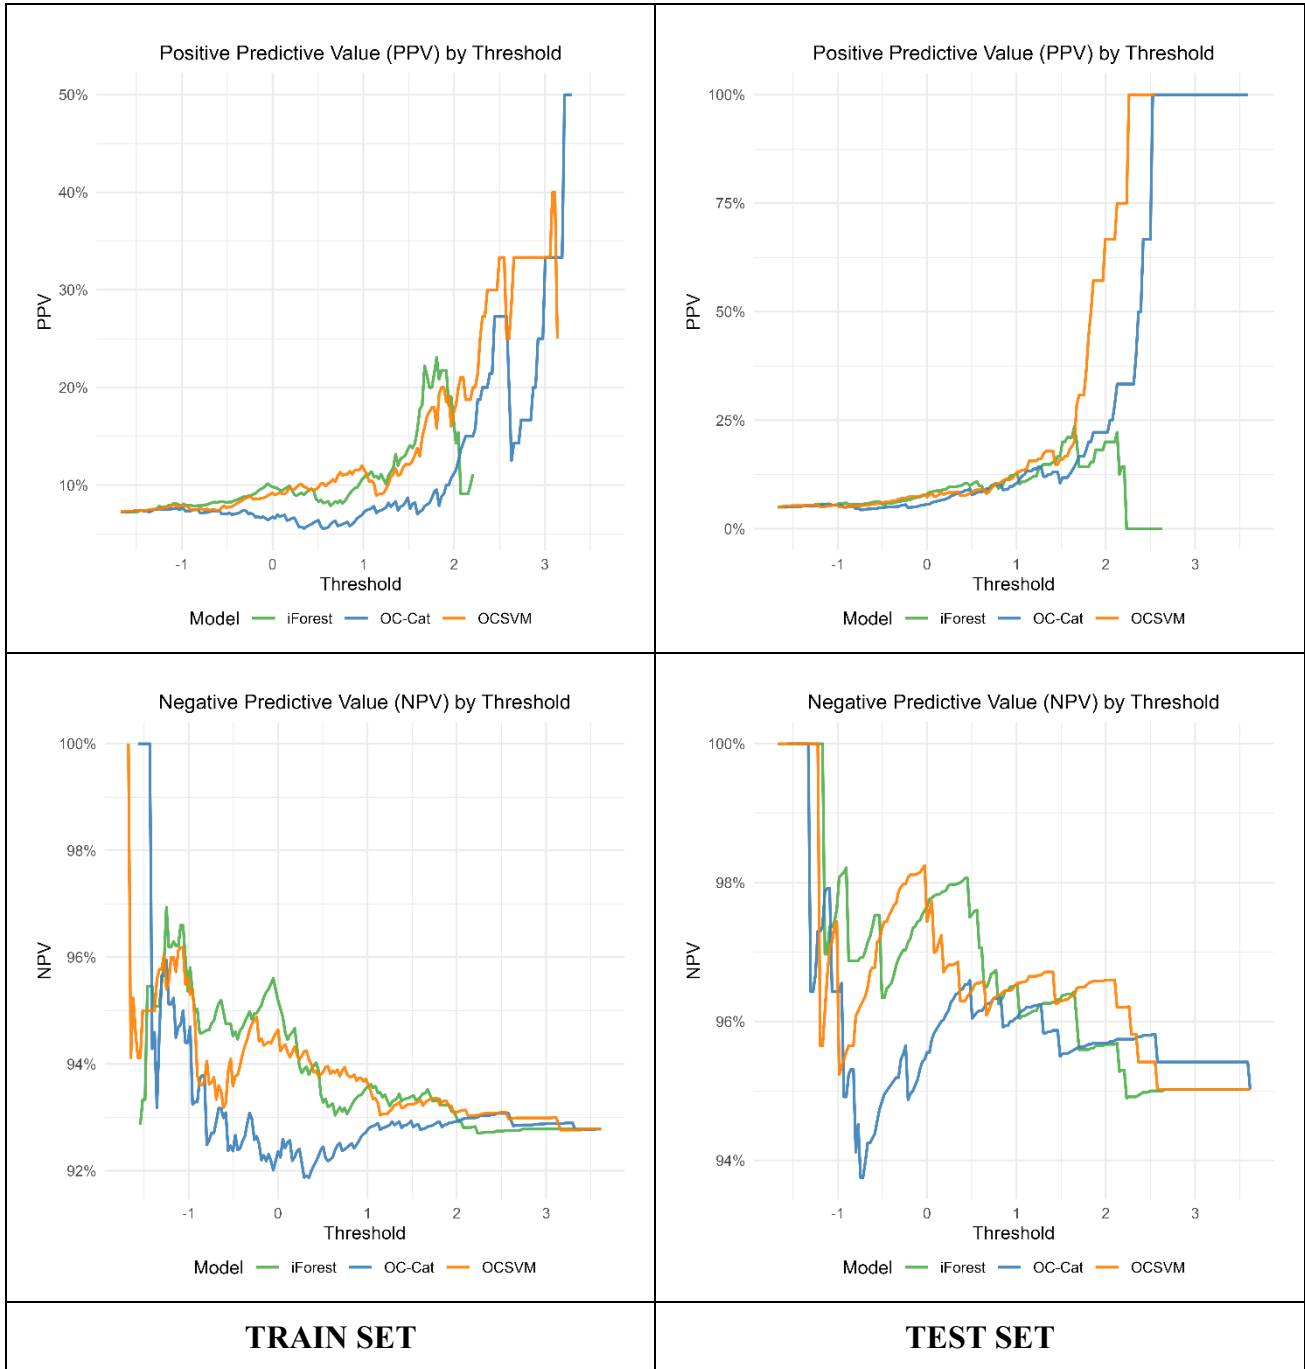 Positive Predictive Value (PPV) by Threshold
50%
40%
30%
20%
10%
PPV
-1 0 1 2 3
Threshold
Model iForest OC-Cat OCSVM
Positive Predictive Value (PPV) by Threshold
100%
75%
50%
25%
0%
PPV
-1 0 1 2 3
Threshold
Model iForest OC-Cat OCSVM
Negative Predictive Value (NPV) by Threshold
100%
98%
96%
94%
92%
NPV
-1 0 1 2 3
Threshold
Model iForest OC-Cat OCSVM
Negative Predictive Value (NPV) by Threshold
100%
98%
96%
94%
NPV
-1 0 1 2 3
Threshold
Model iForest OC-Cat OCSVM
TRAIN SET
TEST SET